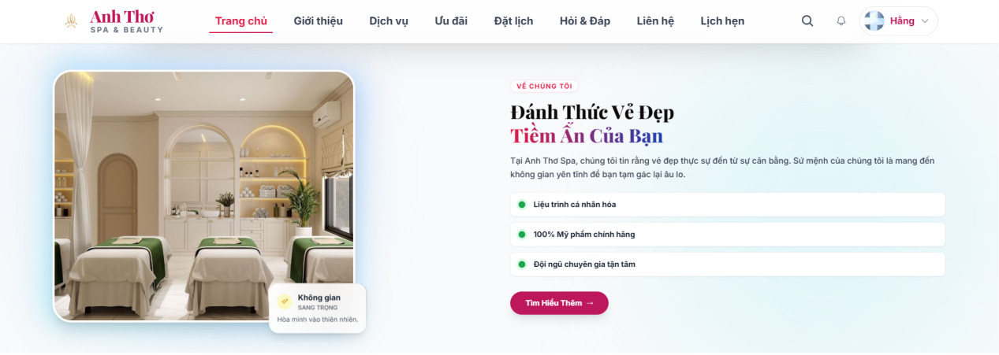 Anh Thơ
SPA & BEAUTY
Trang chủ
Giới thiệu
Dịch vụ
Ưu đãi
Đặt lịch
Hỏi & Đáp
Liên hệ
Lịch hẹn
Hằng
VỀ CHÚNG TÔI
Đánh Thức Vẻ Đẹp
Tiềm Ẩn Của Bạn
Tại Anh Thơ Spa, chúng tôi tin rằng vẻ đẹp thực sự đến từ sự cân bằng. Sứ mệnh của chúng tôi là mang đến
không gian yên tĩnh để bạn tạm gác lại âu lo.
Liệu trình cá nhân hóa
100% Mỹ phẩm chính hãng
Đội ngũ chuyên gia tận tâm
Tìm Hiểu Thêm →
Không gian
SANG TRỌNG
Hòa mình vào thiên nhiên.